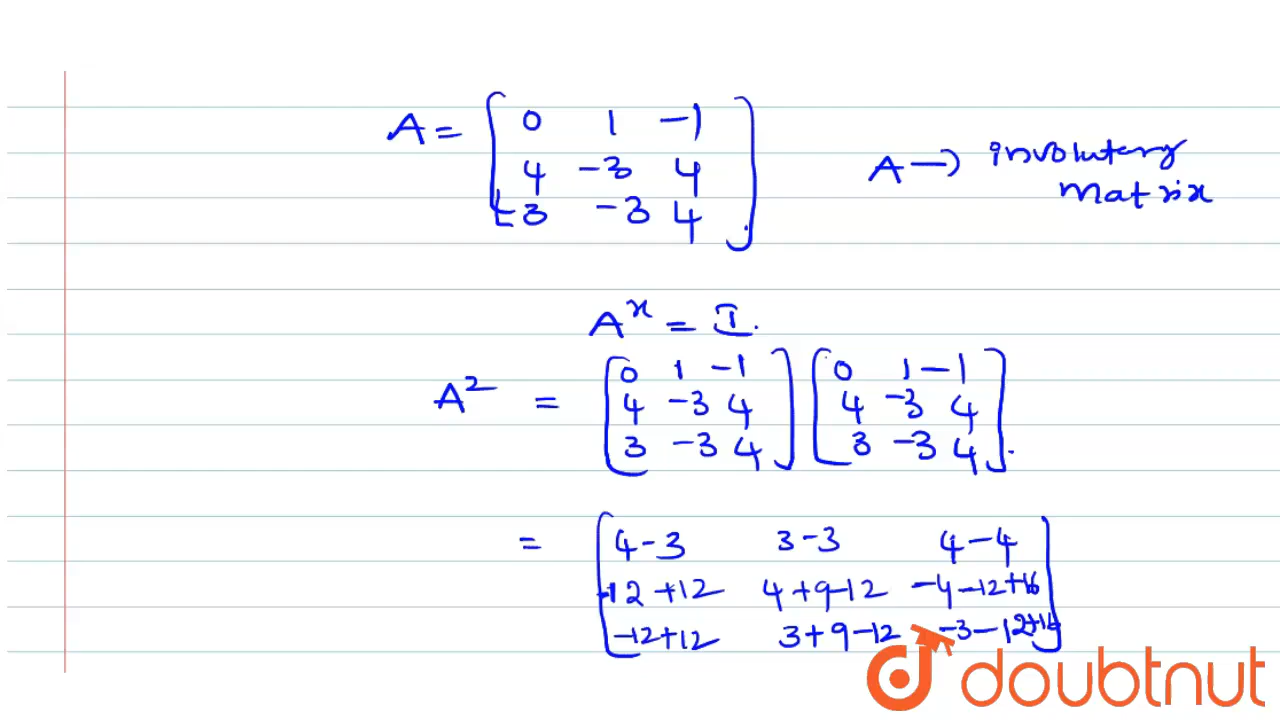 A = [ 0 1 -1
4 -3 4
3 -3 4 ]
A → involutary
matrix
A^x = I.
A^2 = [ 0 1 -1 ] [ 0 1 -1 ]
4 -3 4 4 -3 4
3 -3 4 3 -3 4 .
= [ 4-3 3-3 4-4
-12+12 4+9-12 -4-12+16
-12+12 3+9-12 -3-12+16 ]
doubtnut